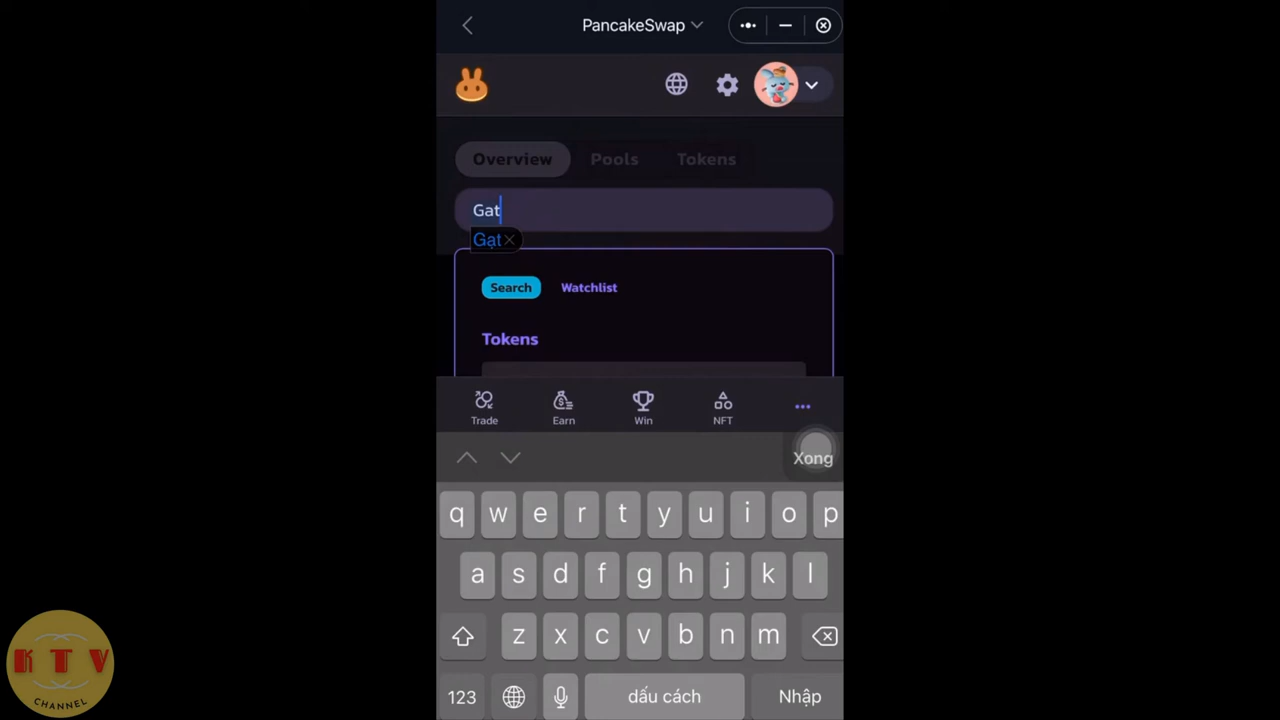 PancakeSwap
Overview Pools Tokens
Gat
Gạt
Search Watchlist
Tokens
Trade Earn Win NFT
Xong
q w e r t y u i o p
a s d f g h j k l
z x c v b n m
123 dấu cách Nhập
K T V
CHANNEL